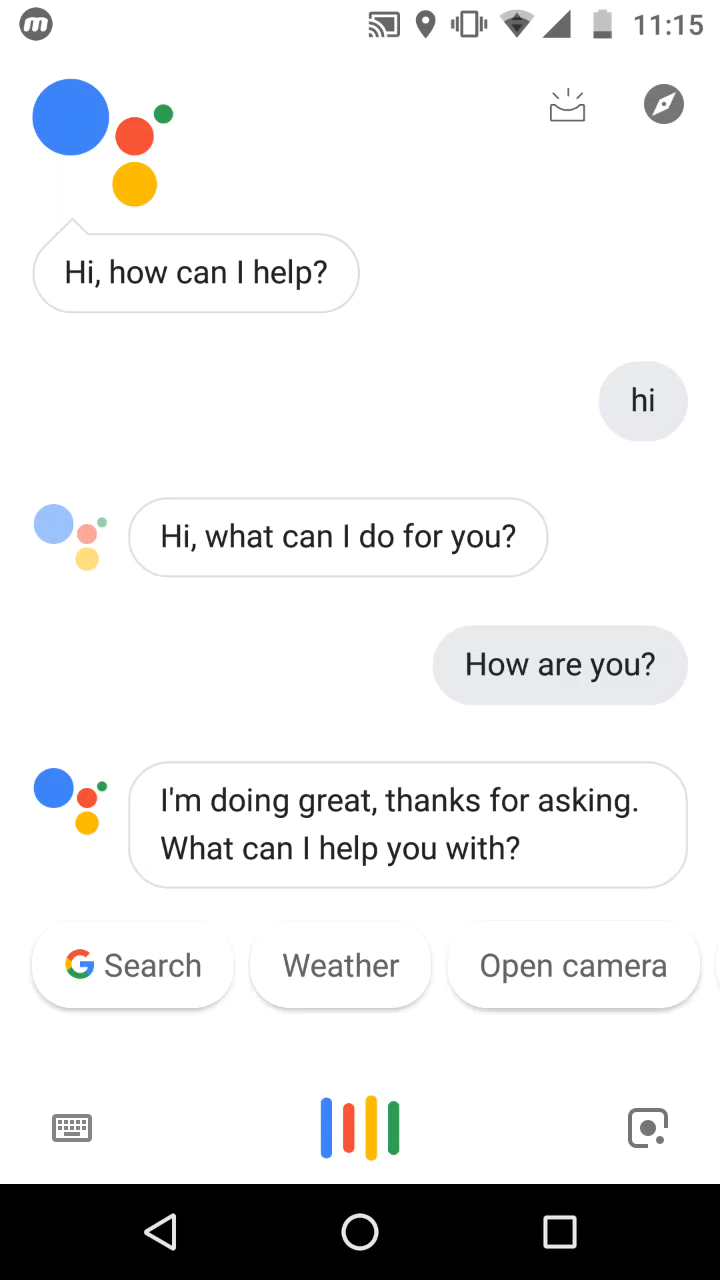 11:15
Hi, how can I help?
hi
Hi, what can I do for you?
How are you?
I'm doing great, thanks for asking.
What can I help you with?
G Search Weather Open camera